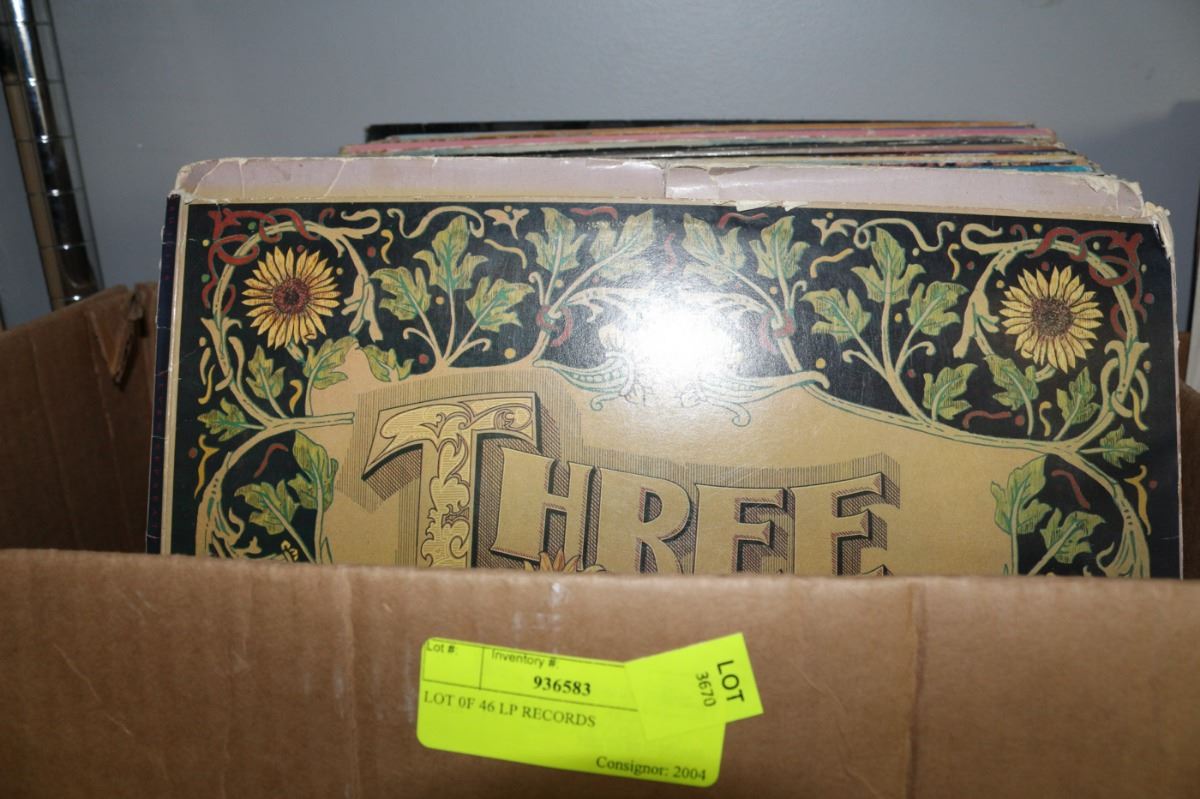 THREE
Lot #:
Inventory #:
936583
LOT 0F 46 LP RECORDS
Consignor: 2004
LOT
3670